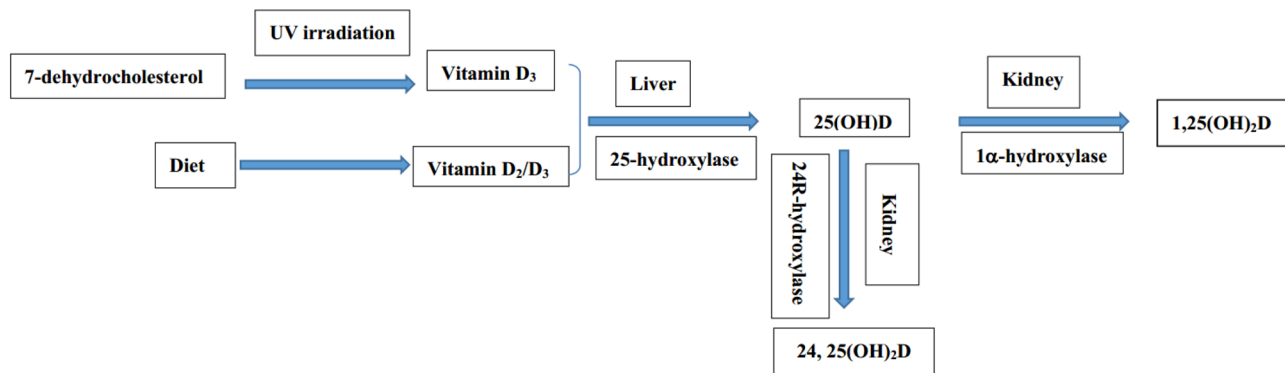 UV irradiation
7-dehydrocholesterol
Vitamin D₃
Diet
Vitamin D₂/D₃
Liver
25-hydroxylase
25(OH)D
Kidney
1α-hydroxylase
1,25(OH)₂D
24R-hydroxylase
Kidney
24, 25(OH)₂D